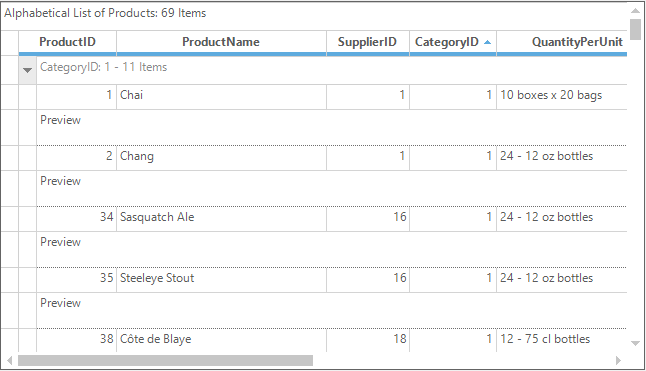 Alphabetical List of Products: 69 Items
ProductID ProductName SupplierID CategoryID QuantityPerUnit
CategoryID: 1 - 11 Items
1 Chai 1 1 10 boxes x 20 bags
Preview
2 Chang 1 1 24 - 12 oz bottles
Preview
34 Sasquatch Ale 16 1 24 - 12 oz bottles
Preview
35 Steeleye Stout 16 1 24 - 12 oz bottles
Preview
38 Côte de Blaye 18 1 12 - 75 cl bottles